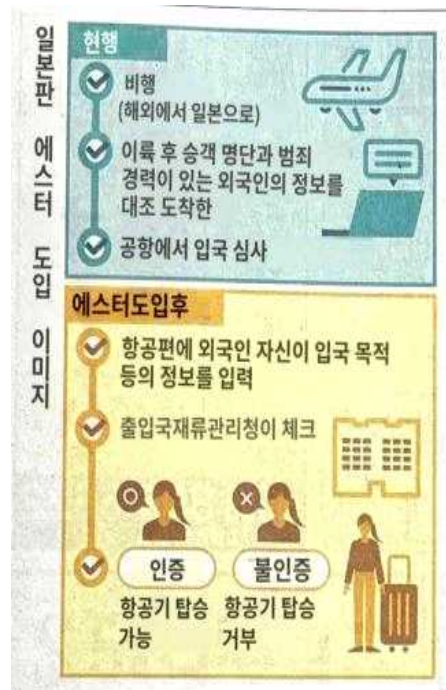 일본판 에스터 도입 이미지
현행
비행
(해외에서 일본으로)
이륙 후 승객 명단과 범죄
경력이 있는 외국인의 정보를
대조 도착한
공항에서 입국 심사
에스터도입후
항공편에 외국인 자신이 입국 목적
등의 정보를 입력
출입국재류관리청이 체크
인증
불인증
항공기 탑승
가능
항공기 탑승
거부